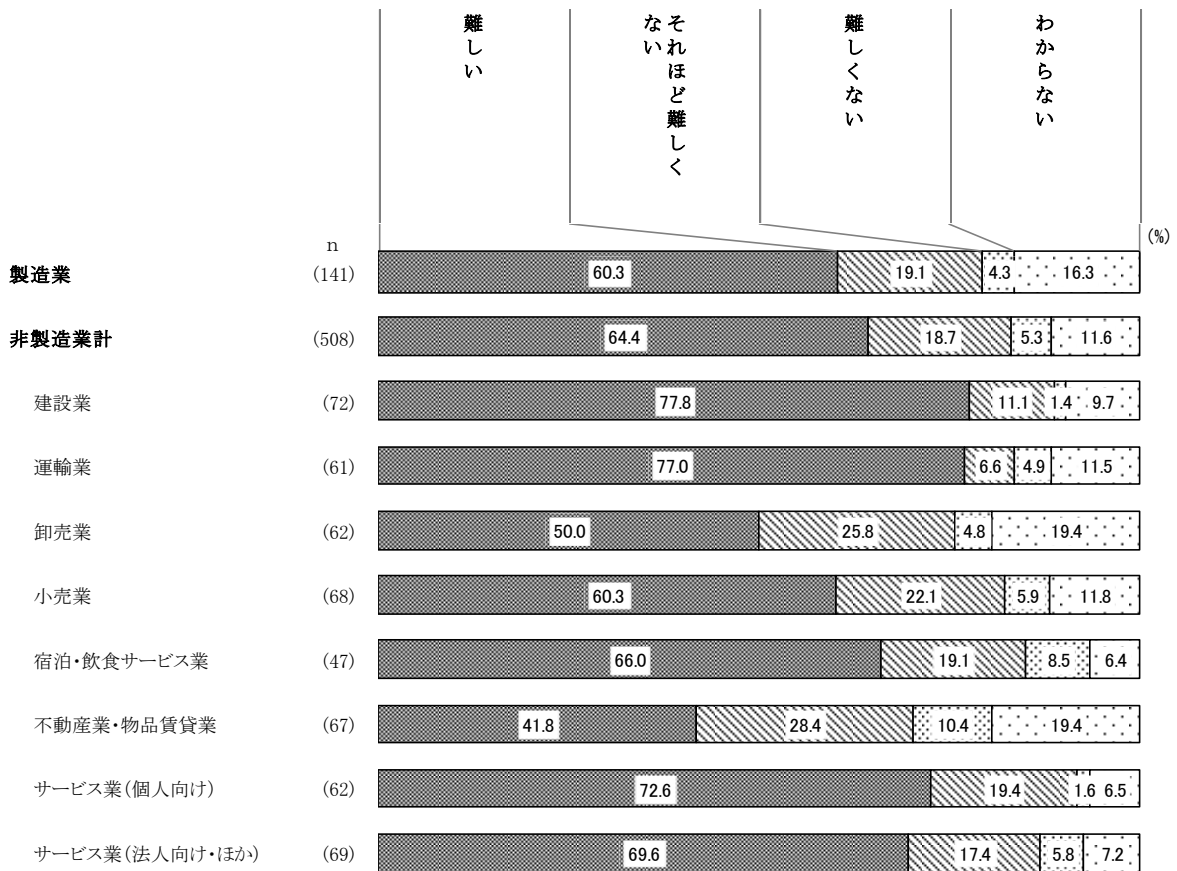 難しい
それほど難しく
ない
難しくない
わからない
(%)
n
製造業 (141) 60.3 19.1 4.3 16.3
非製造業計 (508) 64.4 18.7 5.3 11.6
建設業 (72) 77.8 11.1 1.4 9.7
運輸業 (61) 77.0 6.6 4.9 11.5
卸売業 (62) 50.0 25.8 4.8 19.4
小売業 (68) 60.3 22.1 5.9 11.8
宿泊・飲食サービス業 (47) 66.0 19.1 8.5 6.4
不動産業・物品賃貸業 (67) 41.8 28.4 10.4 19.4
サービス業(個人向け) (62) 72.6 19.4 1.6 6.5
サービス業(法人向け・ほか) (69) 69.6 17.4 5.8 7.2